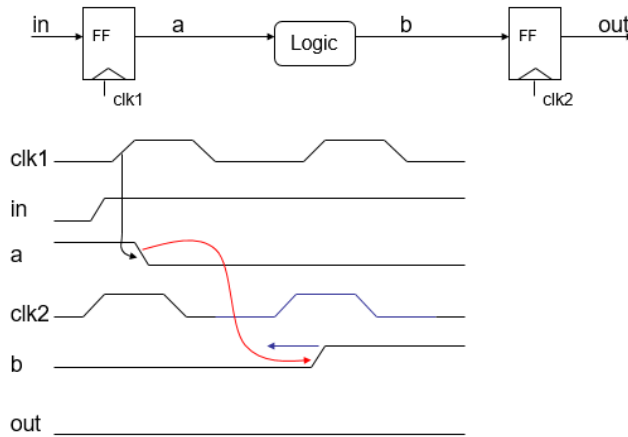 in FF a Logic b FF out
clk1 clk2
clk1
in
a
clk2
b
out